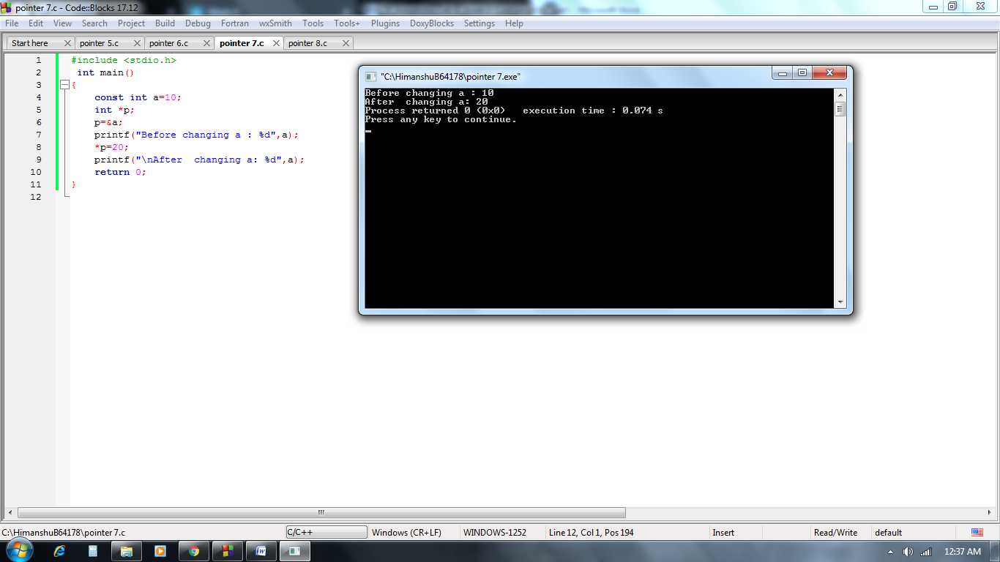 pointer 7.c - Code::Blocks 17.12
File Edit View Search Project Build Debug Fortran wxSmith Tools Tools+ Plugins DoxyBlocks Settings Help
Start here pointer 5.c pointer 6.c pointer 7.c pointer 8.c
1 #include <stdio.h>
2 int main()
3 {
4 const int a=10;
5 int *p;
6 p=&a;
7 printf("Before changing a : %d",a);
8 *p=20;
9 printf("\nAfter  changing a: %d",a);
10 return 0;
11 }
12
"C:\HimanshuB64178\pointer 7.exe"
Before changing a : 10
After  changing a: 20
Process returned 0 (0x0)   execution time : 0.074 s
Press any key to continue.
C:\HimanshuB64178\pointer 7.c C/C++ Windows (CR+LF) WINDOWS-1252 Line 12, Col 1, Pos 194 Insert Read/Write default
12:37 AM